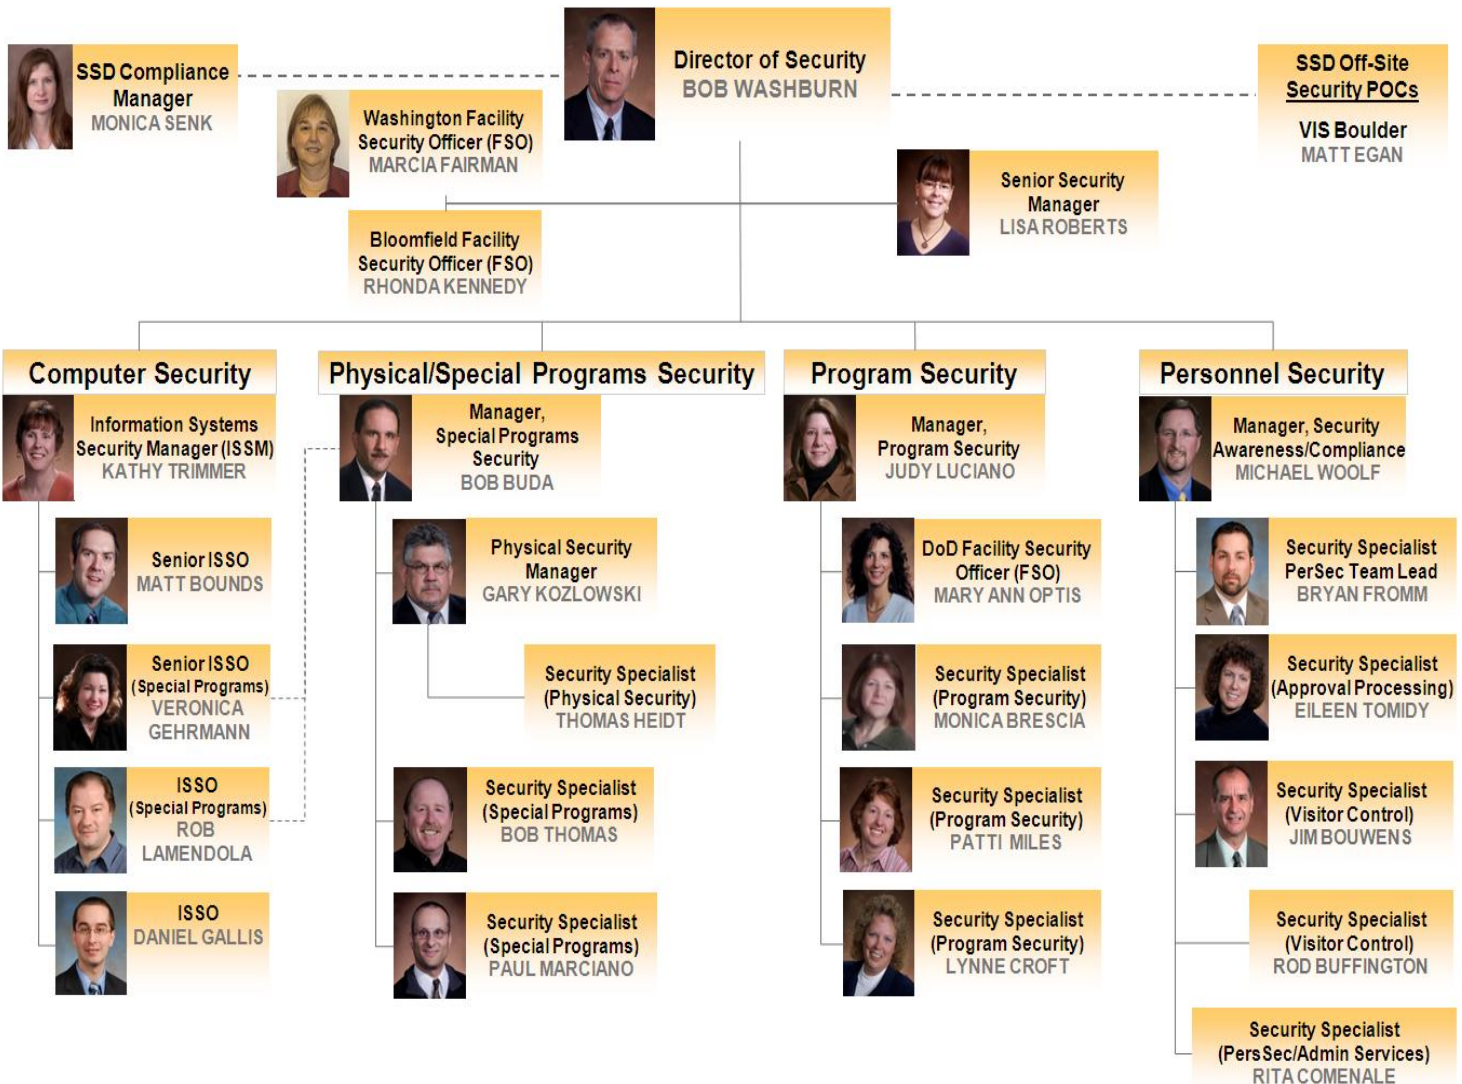 Director of Security
BOB WASHBURN
SSD Compliance
Manager
MONICA SENK
SSD Off-Site
Security POCs
VIS Boulder
MATT EGAN
Washington Facility
Security Officer (FSO)
MARCIA FAIRMAN
Senior Security
Manager
LISA ROBERTS
Bloomfield Facility
Security Officer (FSO)
RHONDA KENNEDY
Computer Security
Information Systems
Security Manager (ISSM)
KATHY TRIMMER
Senior ISSO
MATT BOUNDS
Senior ISSO
(Special Programs)
VERONICA
GEHRMANN
ISSO
(Special Programs)
ROB
LAMENDOLA
ISSO
DANIEL GALLIS
Physical/Special Programs Security
Manager,
Special Programs
Security
BOB BUDA
Physical Security
Manager
GARY KOZLOWSKI
Security Specialist
(Physical Security)
THOMAS HEIDT
Security Specialist
(Special Programs)
BOB THOMAS
Security Specialist
(Special Programs)
PAUL MARCIANO
Program Security
Manager,
Program Security
JUDY LUCIANO
DoD Facility Security
Officer (FSO)
MARY ANN OPTIS
Security Specialist
(Program Security)
MONICA BRESCIA
Security Specialist
(Program Security)
PATTI MILES
Security Specialist
(Program Security)
LYNNE CROFT
Personnel Security
Manager, Security
Awareness/Compliance
MICHAEL WOOLF
Security Specialist
PerSec Team Lead
BRYAN FROMM
Security Specialist
(Approval Processing)
EILEEN TOMIDY
Security Specialist
(Visitor Control)
JIM BOUWENS
Security Specialist
(Visitor Control)
ROD BUFFINGTON
Security Specialist
(PersSec/Admin Services)
RITA COMENALE